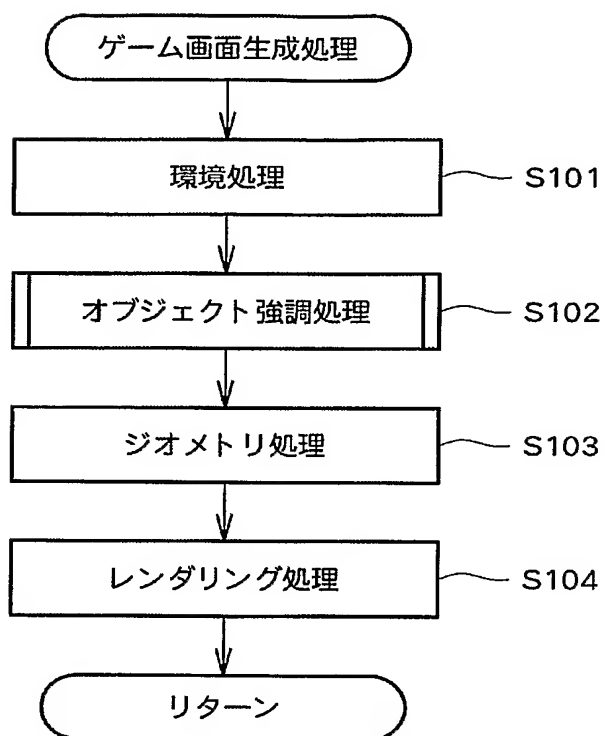 ゲーム画面生成処理
環境処理
S101
オブジェクト強調処理
S102
ジオメトリ処理
S103
レンダリング処理
S104
リターン